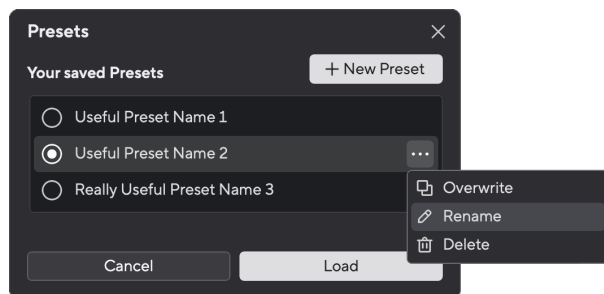 Presets
Your saved Presets
+ New Preset
Useful Preset Name 1
Useful Preset Name 2
Really Useful Preset Name 3
Overwrite
Rename
Delete
Cancel
Load